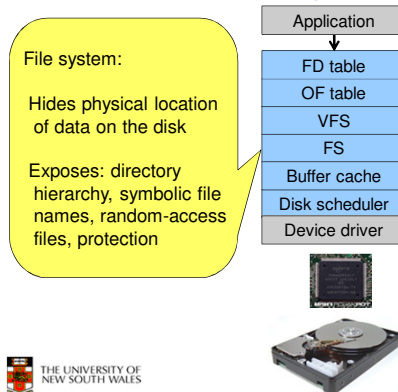 File system:
Hides physical location
of data on the disk
Exposes: directory
hierarchy, symbolic file
names, random-access
files, protection
Application
FD table
OF table
VFS
FS
Buffer cache
Disk scheduler
Device driver
THE UNIVERSITY OF
NEW SOUTH WALES